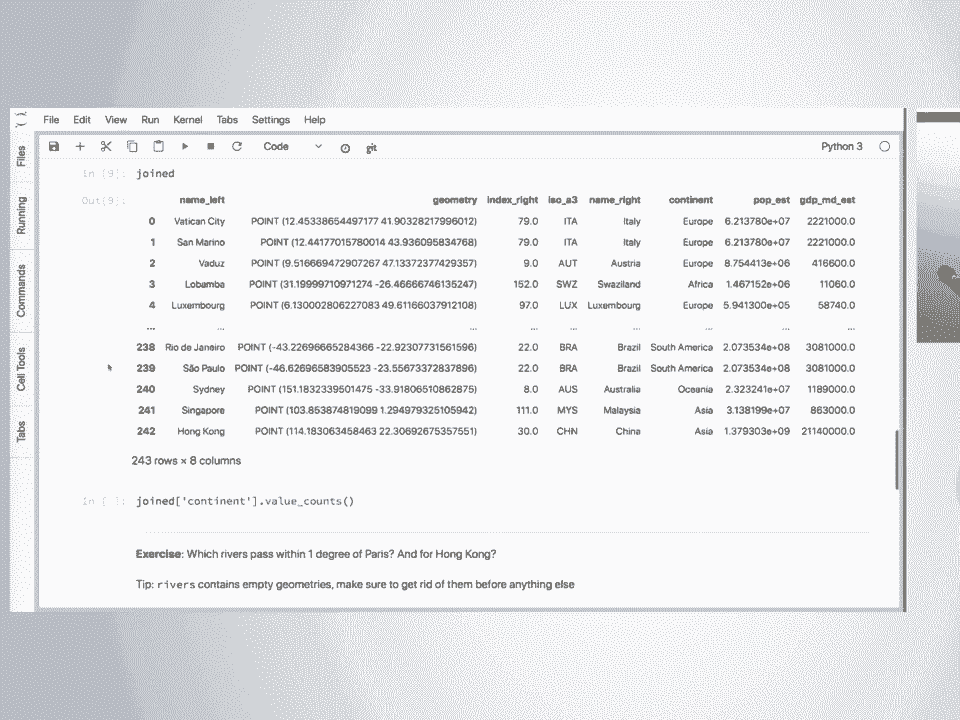 File Edit View Run Kernel Tabs Settings Help
Files
Running
Commands
Cell Tools
Tabs
Code git Python 3
In [9]: joined
Out[9]: name_left geometry index_right iso_a3 name_right continent pop_est gdp_md_est
0 Vatican City POINT (12.45338654497177 41.90328217996012) 79.0 ITA Italy Europe 6.213780e+07 2221000.0
1 San Marino POINT (12.44177015780014 43.936095834768) 79.0 ITA Italy Europe 6.213780e+07 2221000.0
2 Vaduz POINT (9.516669472907267 47.13372377429357) 9.0 AUT Austria Europe 8.754413e+06 416600.0
3 Lobamba POINT (31.19999710971274 -26.46666746135247) 152.0 SWZ Swaziland Africa 1.467152e+06 11060.0
4 Luxembourg POINT (6.130002806227083 49.61166037912108) 97.0 LUX Luxembourg Europe 5.941300e+05 58740.0
... ... ... ... ... ... ... ... ...
238 Rio de Janeiro POINT (-43.22696665284366 -22.92307731561596) 22.0 BRA Brazil South America 2.073534e+08 3081000.0
239 São Paulo POINT (-46.62696583905523 -23.55673372837896) 22.0 BRA Brazil South America 2.073534e+08 3081000.0
240 Sydney POINT (151.1832339501475 -33.91806510862875) 8.0 AUS Australia Oceania 2.323241e+07 1189000.0
241 Singapore POINT (103.853874819099 1.294979325105942) 111.0 MYS Malaysia Asia 3.138199e+07 863000.0
242 Hong Kong POINT (114.183063458463 22.30692675357551) 30.0 CHN China Asia 1.379303e+09 21140000.0
243 rows × 8 columns
In [ ]: joined['continent'].value_counts()
Exercise: Which rivers pass within 1 degree of Paris? And for Hong Kong?
Tip: rivers contains empty geometries, make sure to get rid of them before anything else